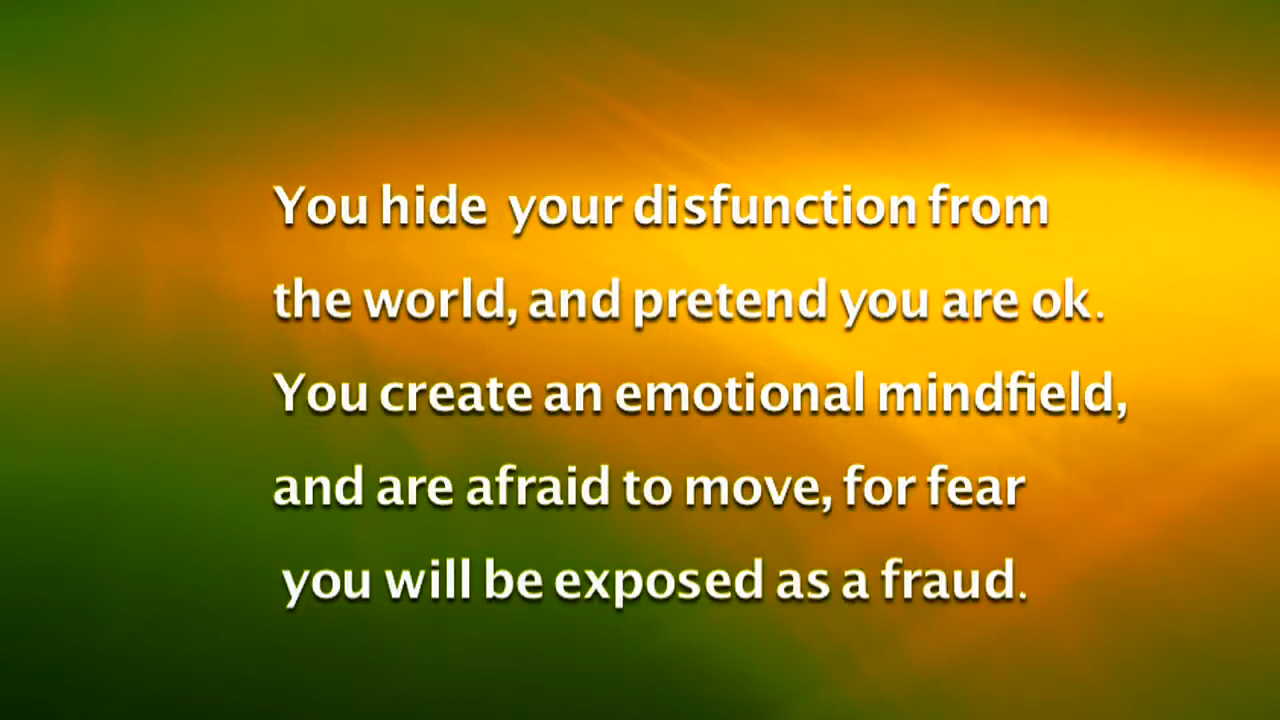 You hide your disfunction from
the world, and pretend you are ok.
You create an emotional mindfield,
and are afraid to move, for fear
you will be exposed as a fraud.